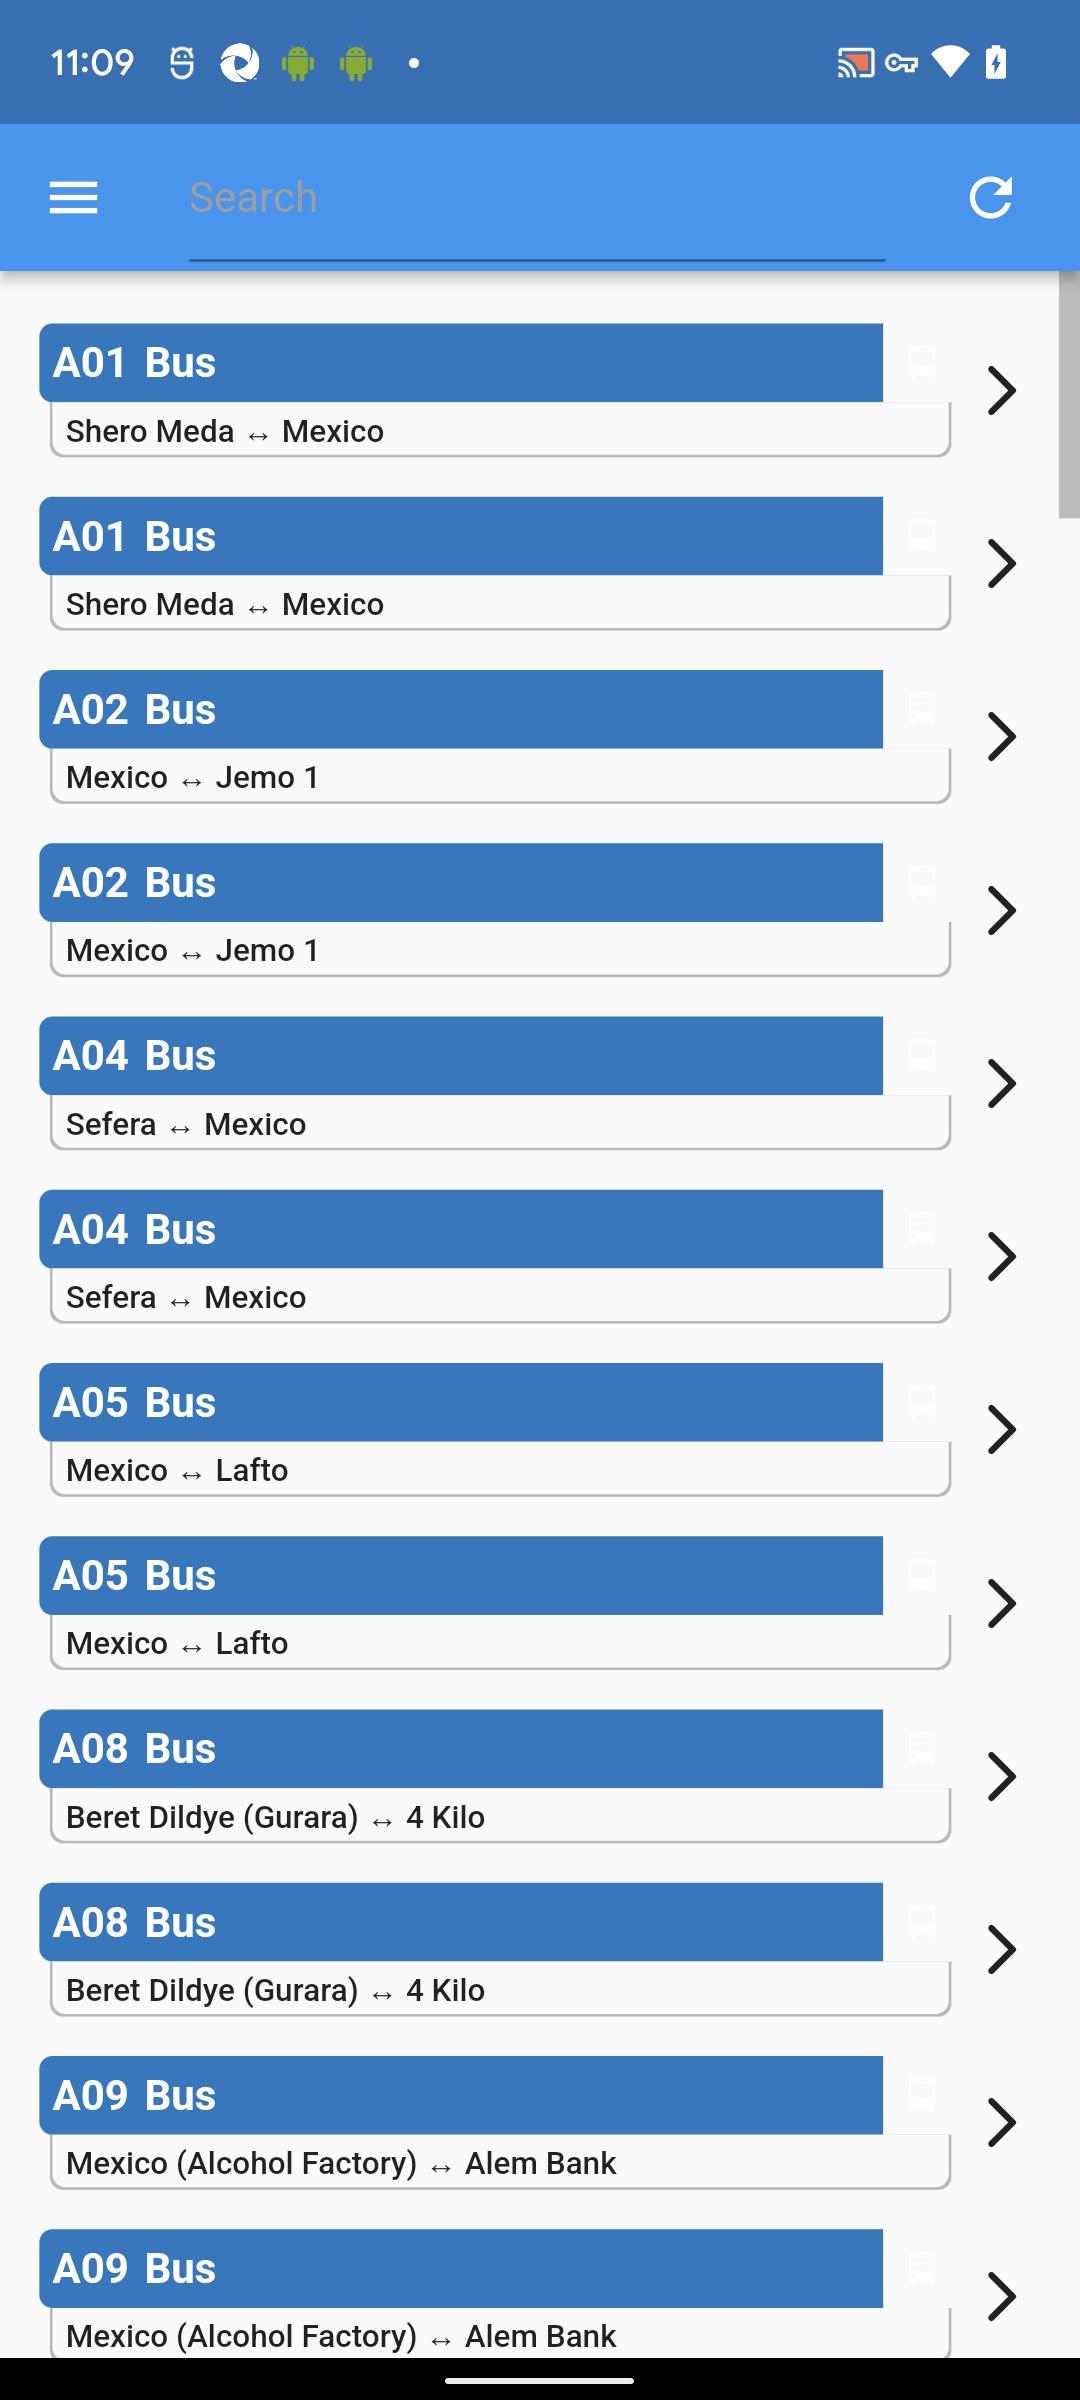 11:09
Search
A01 Bus
Shero Meda ↔ Mexico
A01 Bus
Shero Meda ↔ Mexico
A02 Bus
Mexico ↔ Jemo 1
A02 Bus
Mexico ↔ Jemo 1
A04 Bus
Sefera ↔ Mexico
A04 Bus
Sefera ↔ Mexico
A05 Bus
Mexico ↔ Lafto
A05 Bus
Mexico ↔ Lafto
A08 Bus
Beret Dildye (Gurara) ↔ 4 Kilo
A08 Bus
Beret Dildye (Gurara) ↔ 4 Kilo
A09 Bus
Mexico (Alcohol Factory) ↔ Alem Bank
A09 Bus
Mexico (Alcohol Factory) ↔ Alem Bank